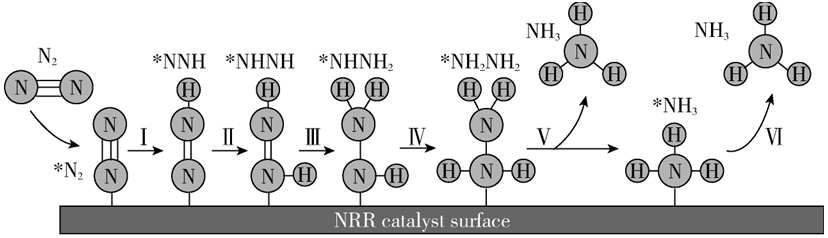 N₂
N N
*N₂
N
N
I
*NNH
H
N
N
II
*NHNH
H
N
N H
III
*NHNH₂
H H
N
N H
IV
*NH₂NH₂
H H
N
H N H
V
NH₃
H
N
H H
*NH₃
H
H N H
VI
NH₃
H
N
H H
NRR catalyst surface